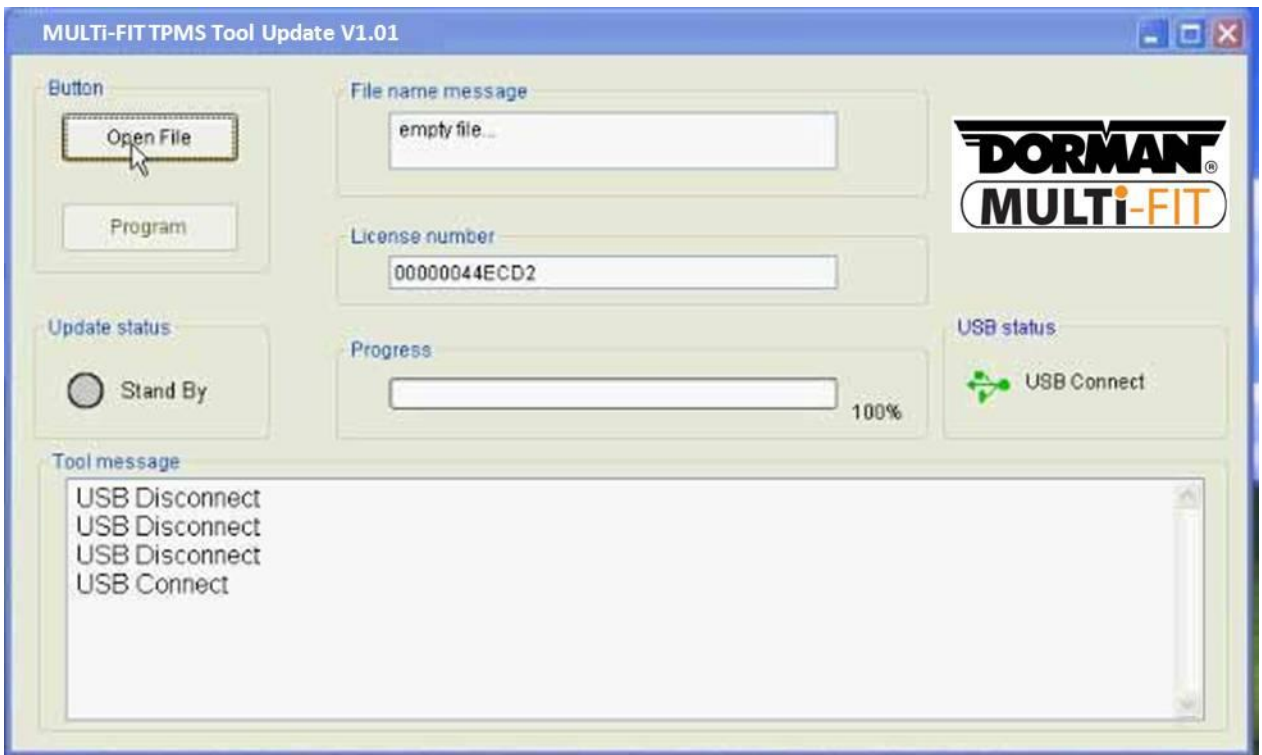 MULTi-FIT TPMS Tool Update V1.01
Button
Open File
Program
File name message
empty file...
License number
00000044ECD2
DORMAN®
MULTi-FIT
Update status
Stand By
Progress
100%
USB status
USB Connect
Tool message
USB Disconnect
USB Disconnect
USB Disconnect
USB Connect